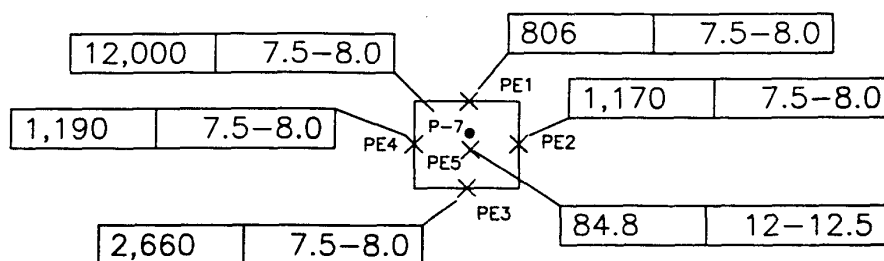 806 7.5–8.0
12,000 7.5–8.0
PE1
1,170 7.5–8.0
1,190 7.5–8.0
P-7
PE4
PE2
PE5
PE3
84.8 12–12.5
2,660 7.5–8.0